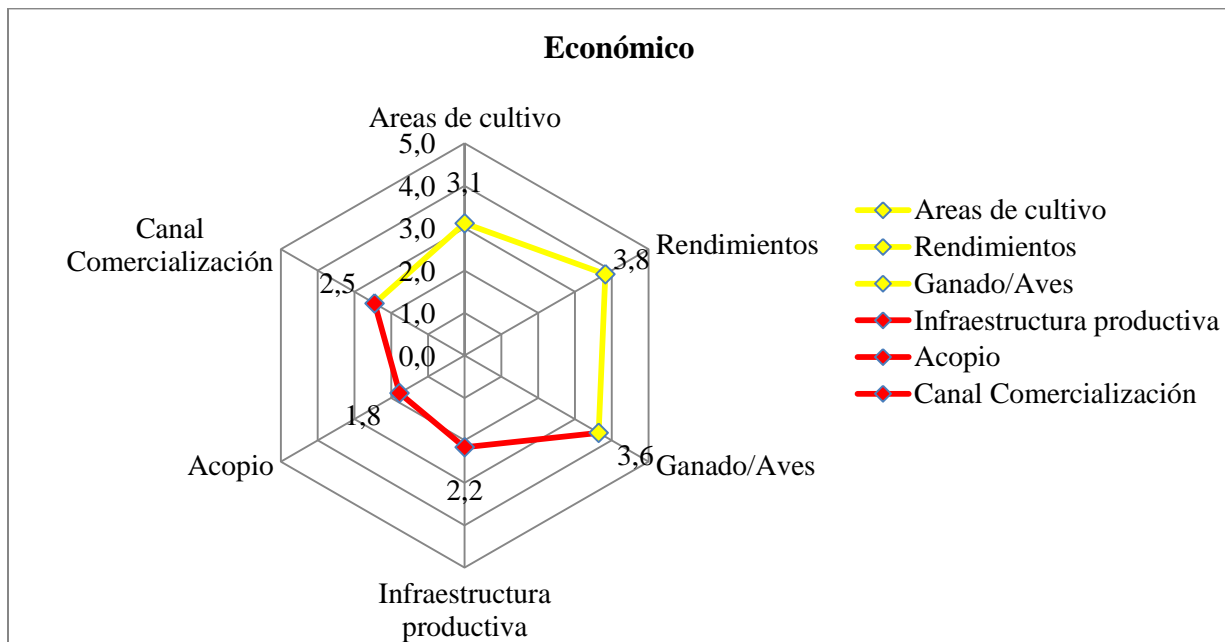 Económico
Areas de cultivo
5,0
4,0
3,1
3,0
2,0
1,0
0,0
Rendimientos
3,8
Ganado/Aves
3,6
Infraestructura
productiva
2,2
Acopio
1,8
Canal
Comercialización
2,5
Areas de cultivo
Rendimientos
Ganado/Aves
Infraestructura productiva
Acopio
Canal Comercialización